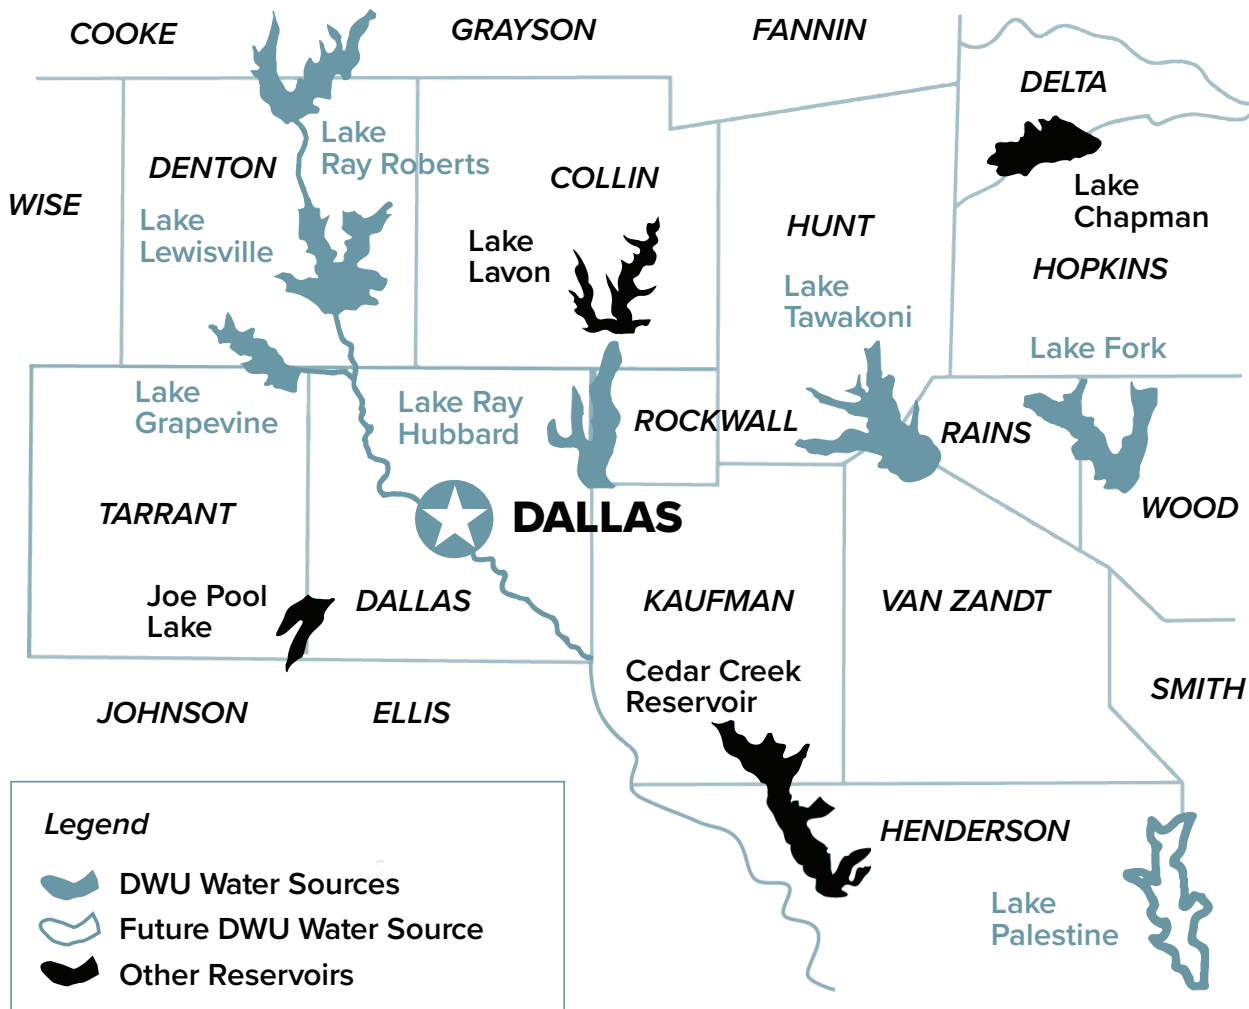 COOKE
GRAYSON
FANNIN
DELTA
Lake
Ray Roberts
DENTON
COLLIN
WISE
Lake
Chapman
Lake
Lewisville
HUNT
Lake
Lavon
HOPKINS
Lake
Tawakoni
Lake Fork
Lake
Grapevine
Lake Ray
Hubbard
ROCKWALL
RAINS
TARRANT
DALLAS
WOOD
Joe Pool
Lake
DALLAS
KAUFMAN
VAN ZANDT
Cedar Creek
Reservoir
SMITH
JOHNSON
ELLIS
Legend
DWU Water Sources
Future DWU Water Source
Other Reservoirs
HENDERSON
Lake
Palestine